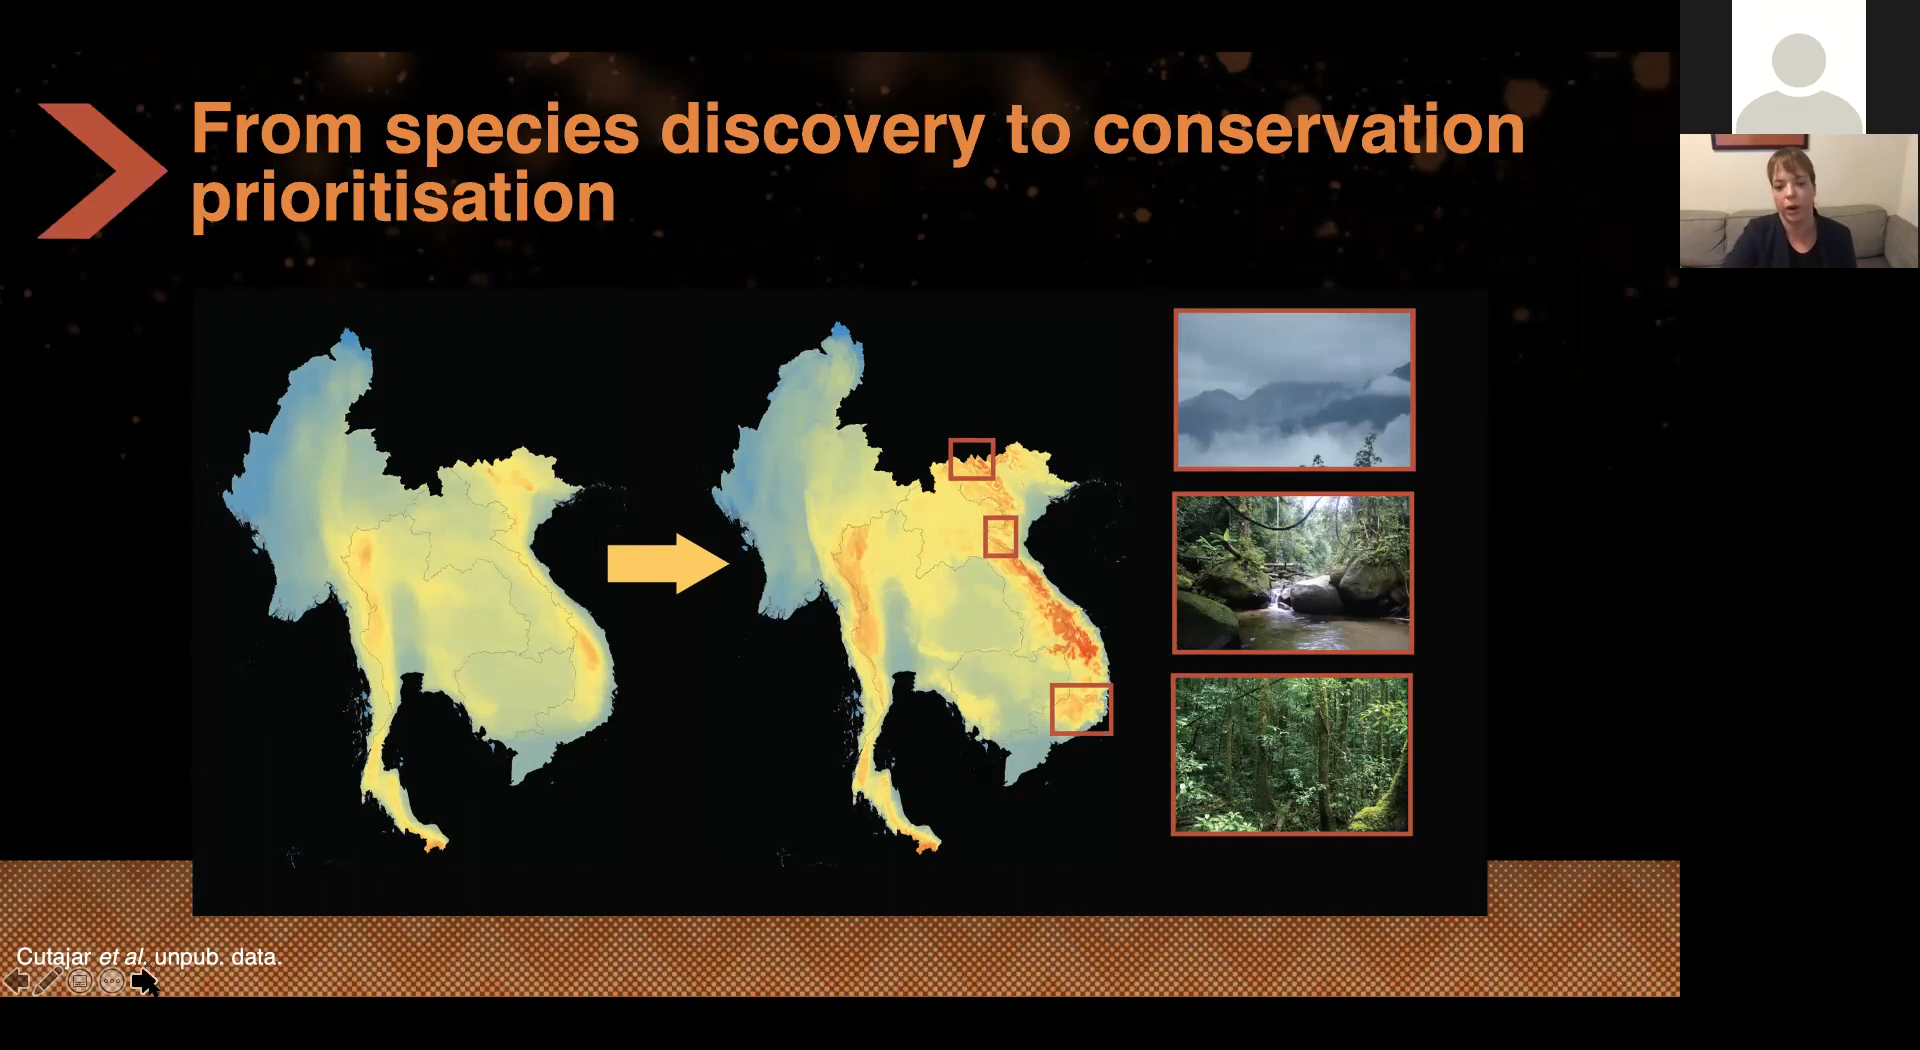 From species discovery to conservation
prioritisation
Cutajar et al. unpub. data.